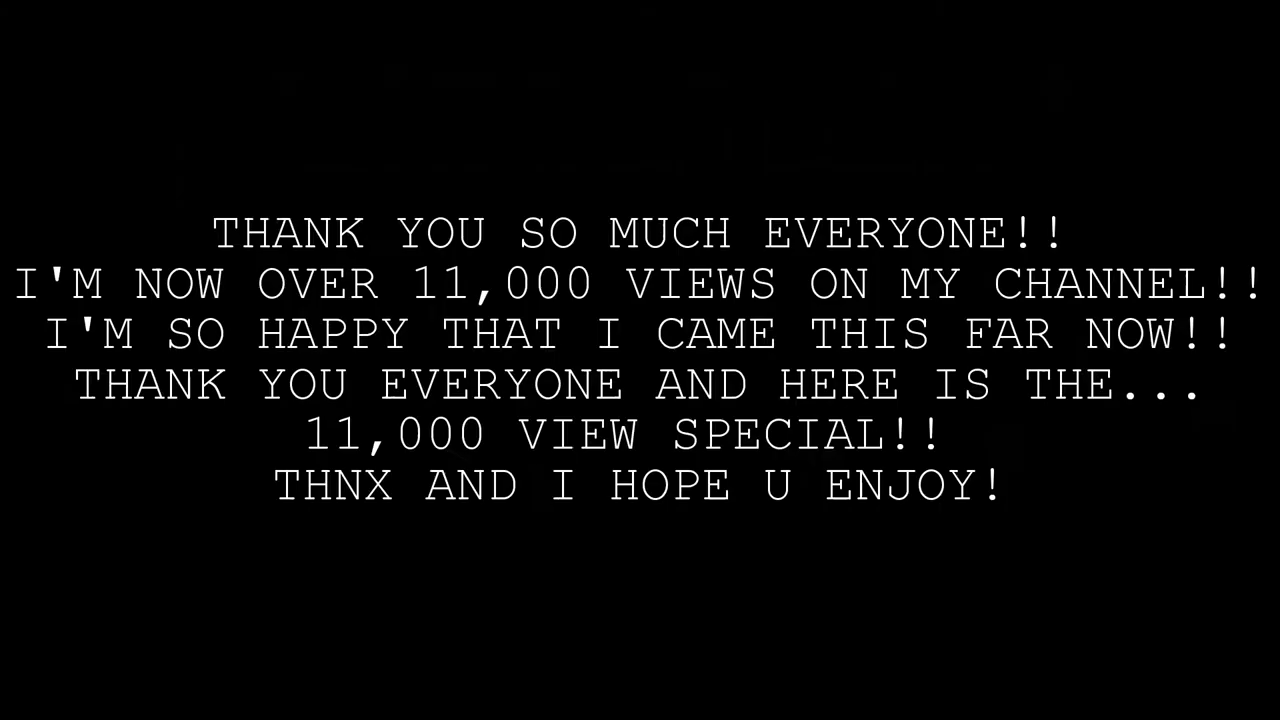 THANK YOU SO MUCH EVERYONE!!
I'M NOW OVER 11,000 VIEWS ON MY CHANNEL!!
I'M SO HAPPY THAT I CAME THIS FAR NOW!!
THANK YOU EVERYONE AND HERE IS THE...
11,000 VIEW SPECIAL!!
THNX AND I HOPE U ENJOY!